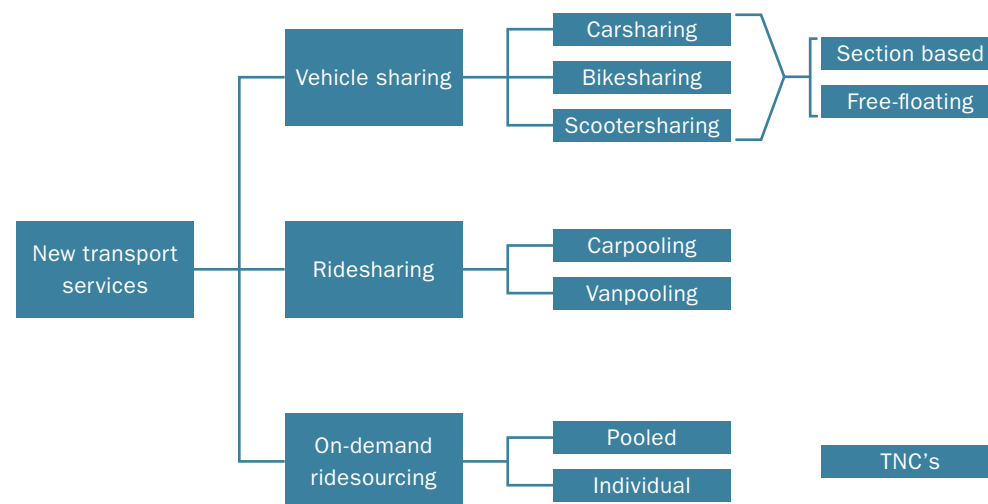 New transport
services
Vehicle sharing
Carsharing
Bikesharing
Scootersharing
Section based
Free-floating
Ridesharing
Carpooling
Vanpooling
On-demand
ridesourcing
Pooled
Individual
TNC’s